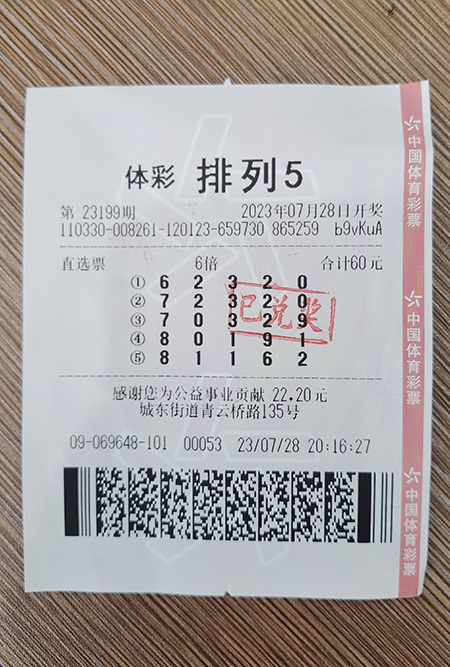 体彩 排列5
第 23199期 2023年07月28日开奖
110330-008261-120123-659730 865259 b9vKuA
直选票 6倍 合计60元
① 6 2 3 2 0
② 7 2 3 2 0
③ 7 0 3 2 9
④ 8 0 1 9 1
⑤ 8 1 1 6 2
已兑奖
感谢您为公益事业贡献 22.20元
城东街道青云桥路135号
09-069648-101 00053 23/07/28 20:16:27
中国体育彩票
中国体育彩票
中国体育彩票